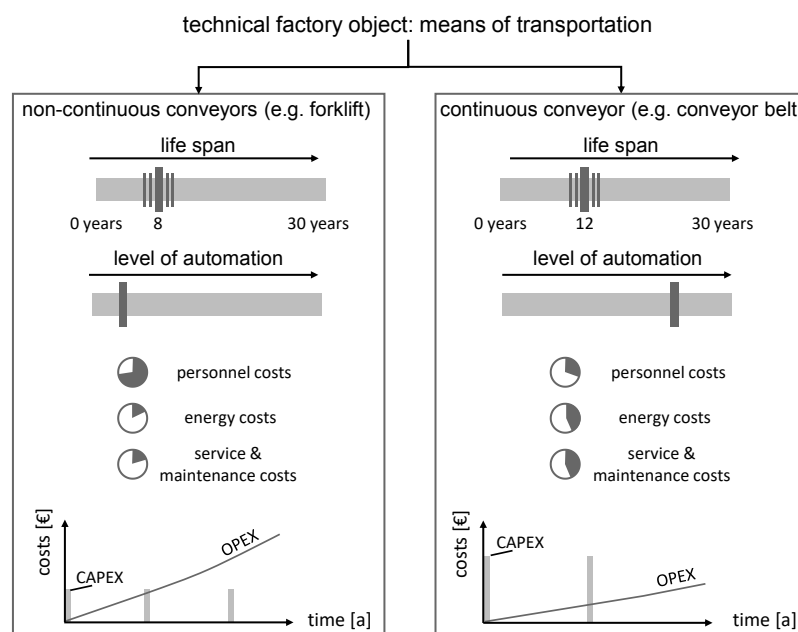 technical factory object: means of transportation
non-continuous conveyors (e.g. forklift)
life span
0 years
8
30 years
level of automation
personnel costs
energy costs
service &
maintenance costs
costs [€]
CAPEX
OPEX
time [a]
continuous conveyor (e.g. conveyor belt
life span
0 years
12
30 years
level of automation
personnel costs
energy costs
service &
maintenance costs
costs [€]
CAPEX
OPEX
time [a]